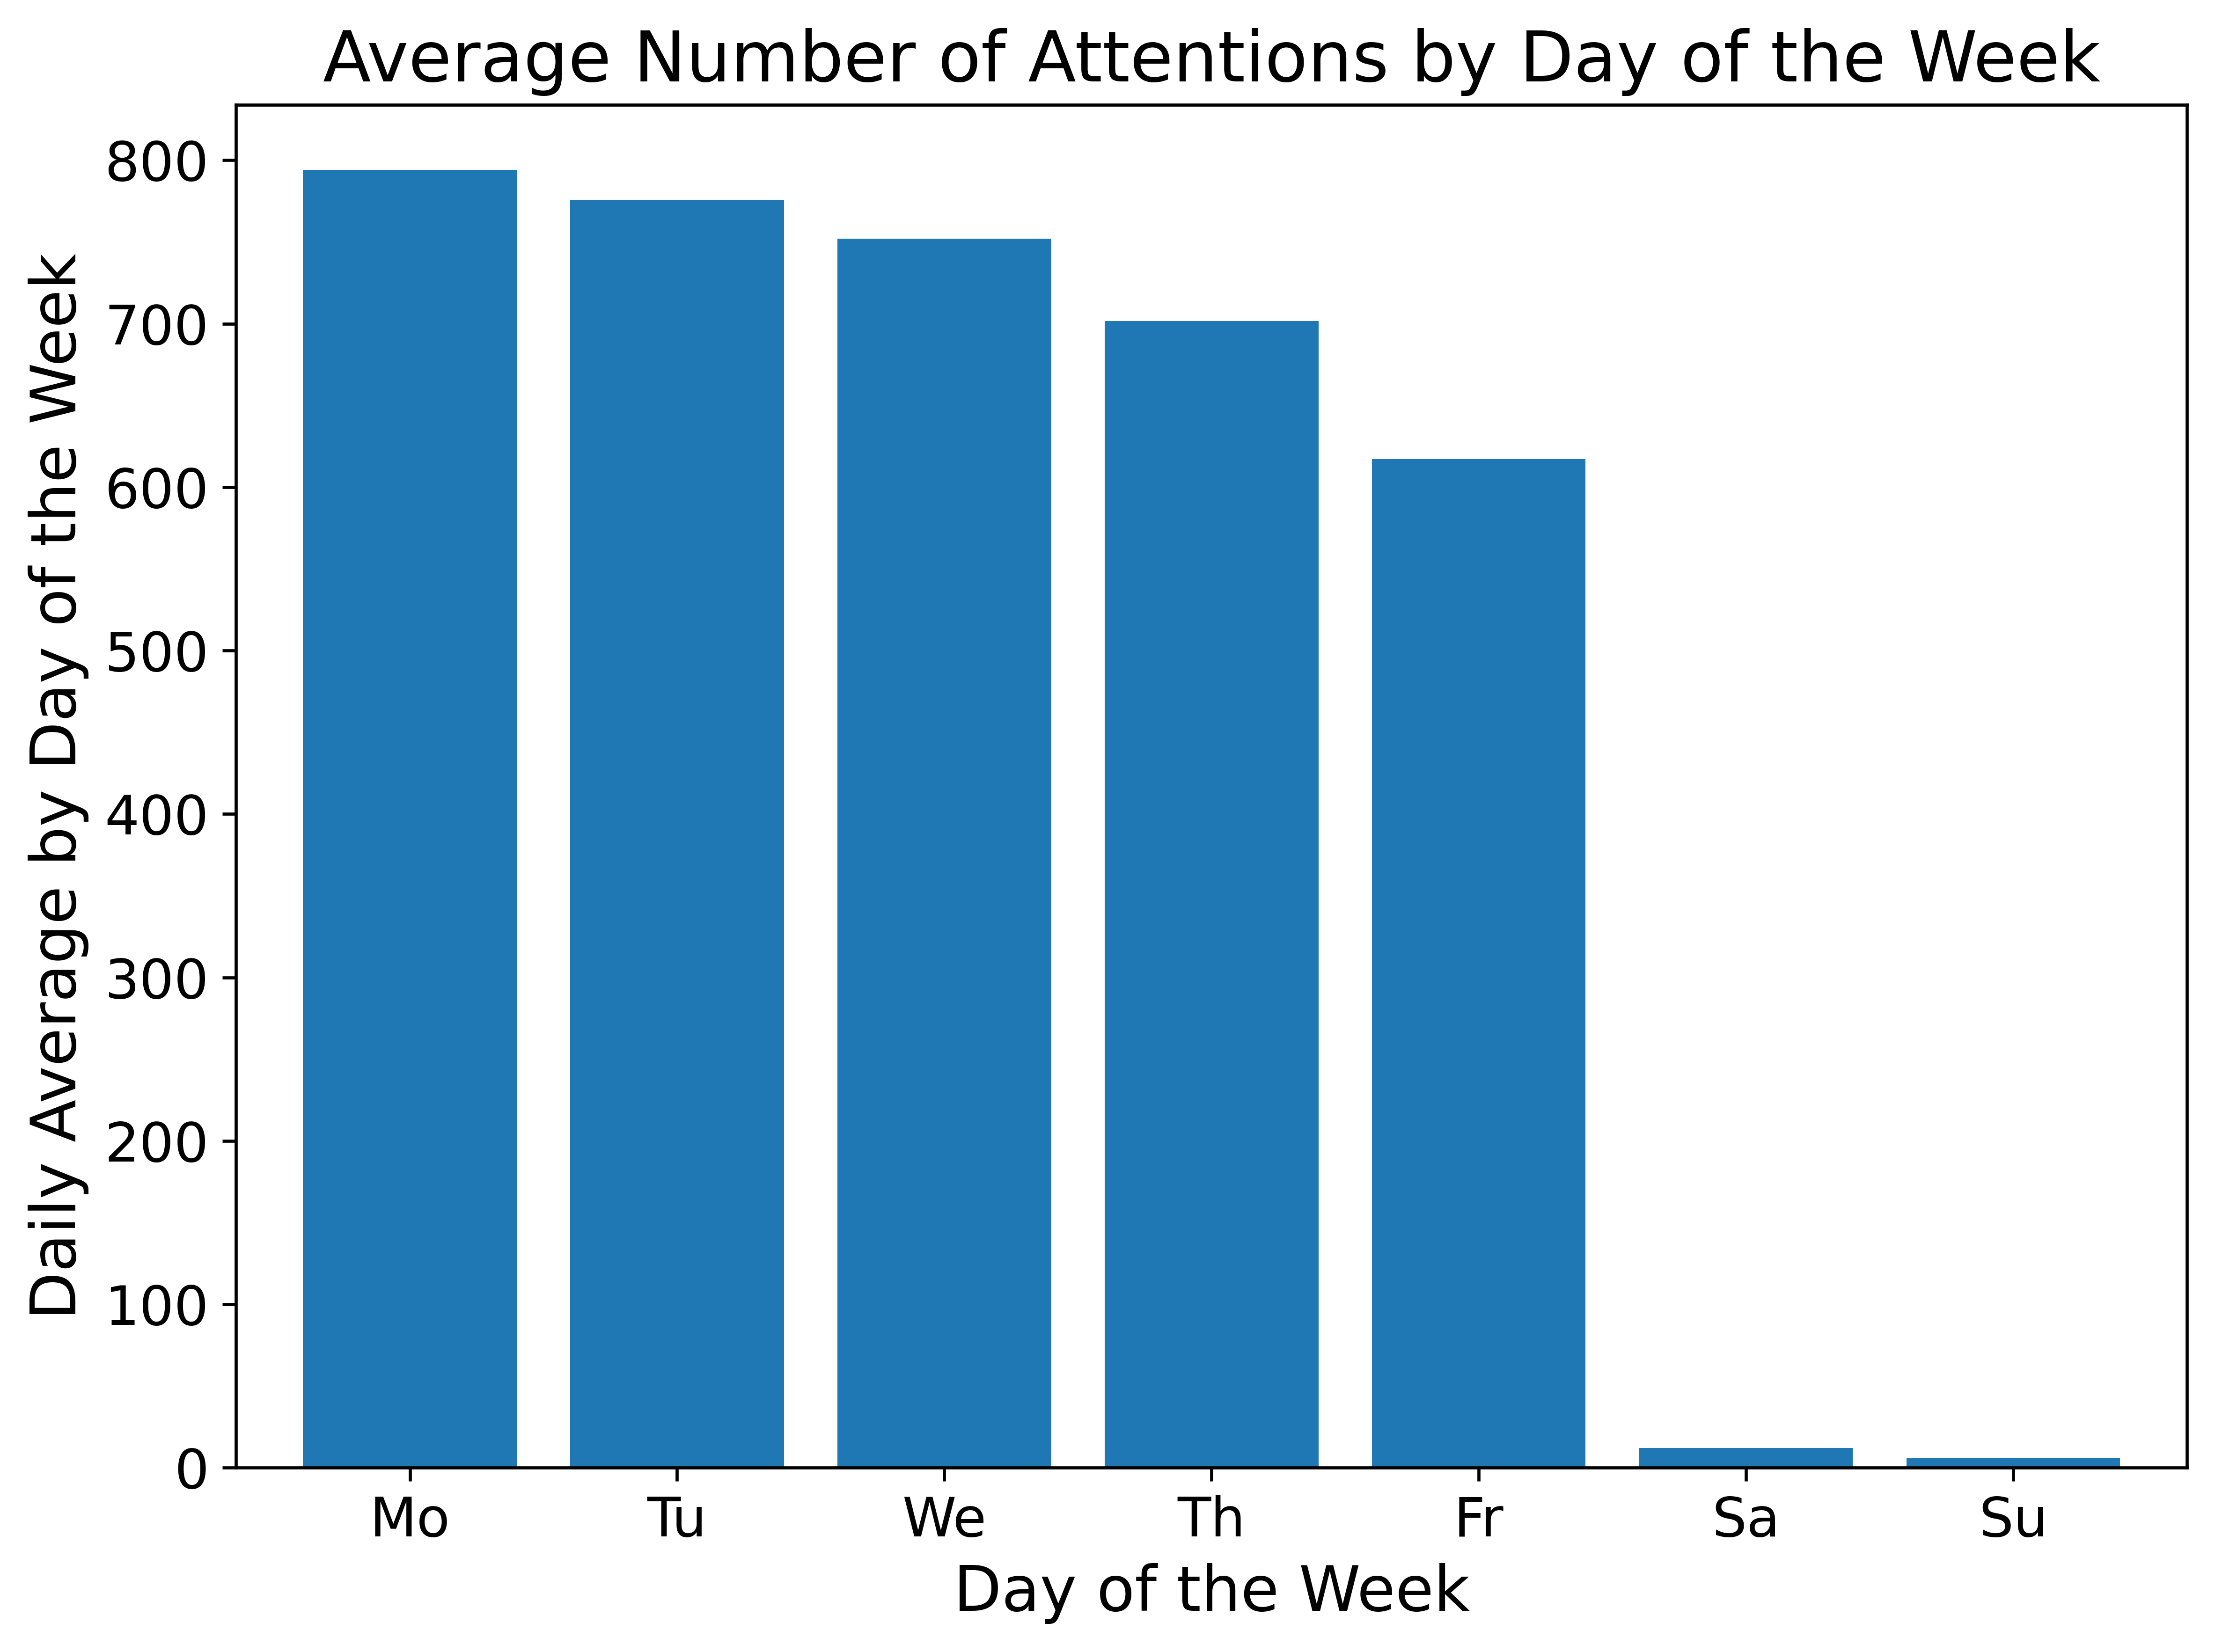 Average Number of Attentions by Day of the Week
Daily Average by Day of the Week
800
700
600
500
400
300
200
100
0
Mo Tu We Th Fr Sa Su
Day of the Week